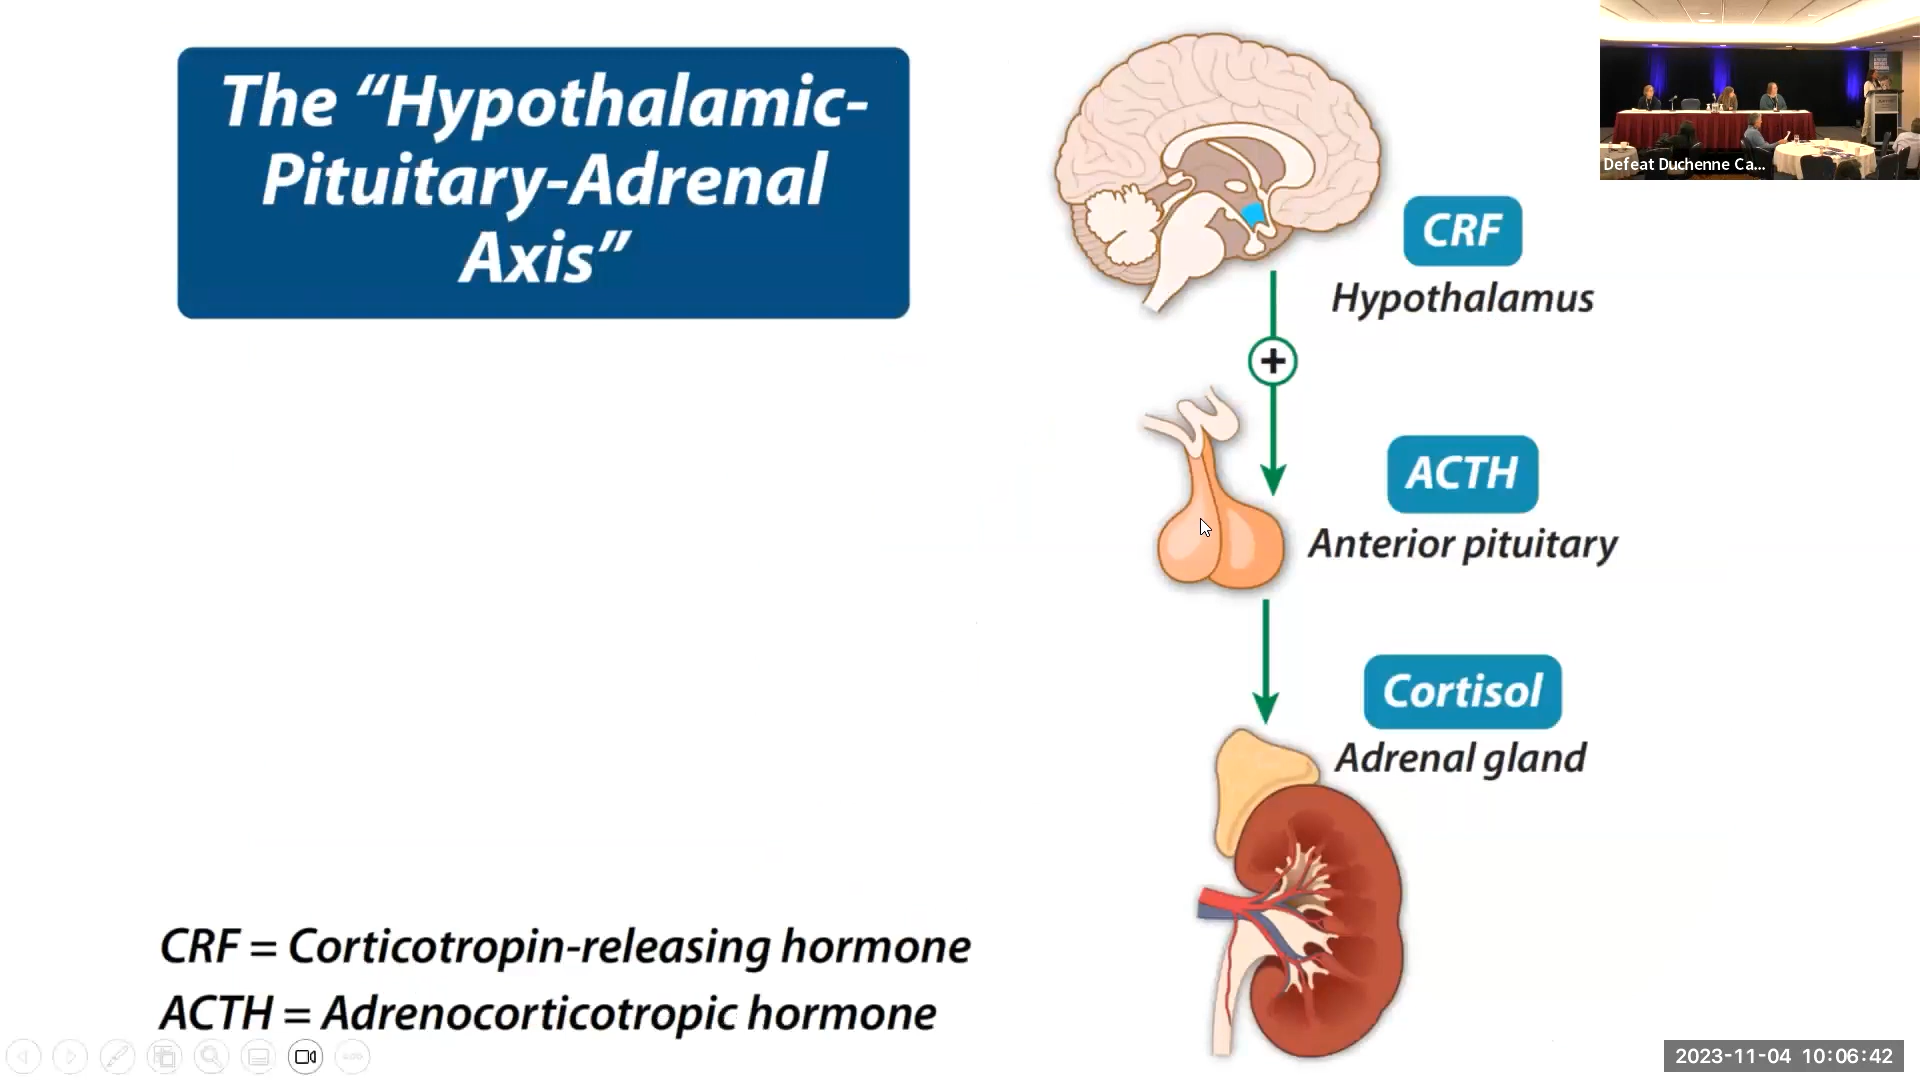 The “Hypothalamic-
Pituitary-Adrenal
Axis”
CRF
Hypothalamus
+
ACTH
Anterior pituitary
Cortisol
Adrenal gland
CRF = Corticotropin-releasing hormone
ACTH = Adrenocorticotropic hormone
Defeat Duchenne Ca...
2023-11-04 10:06:42